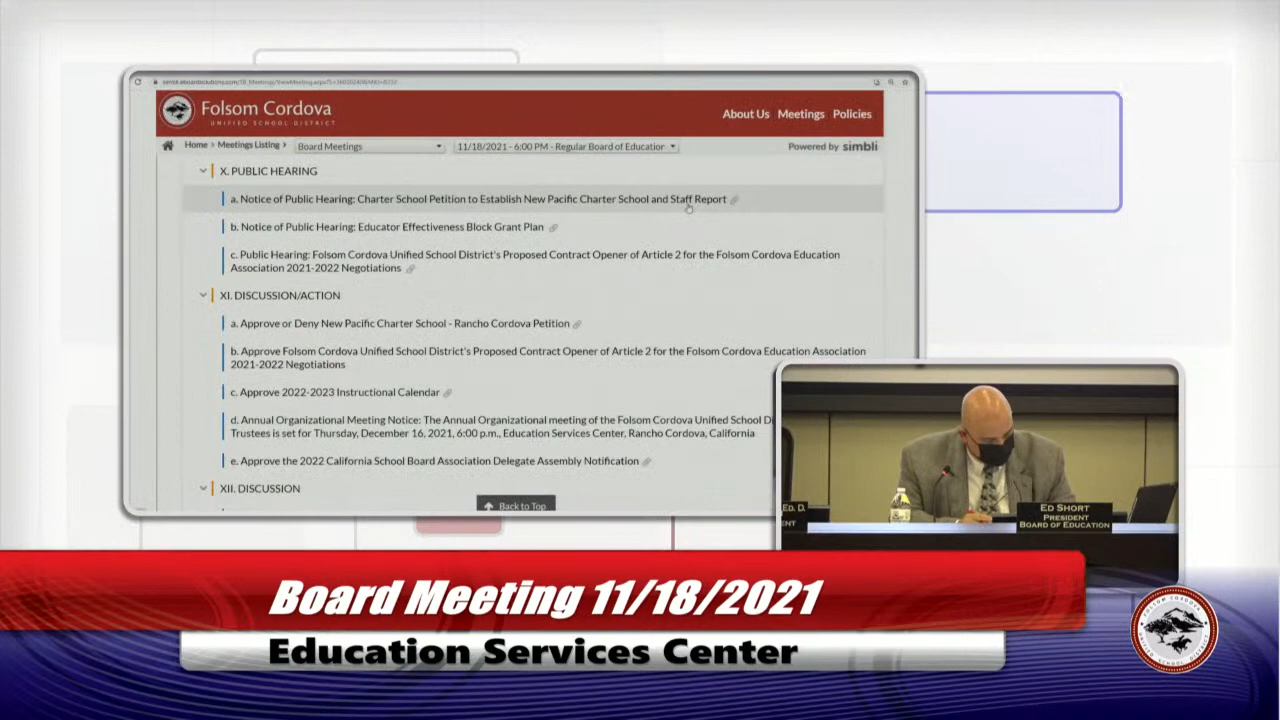 Folsom Cordova
UNIFIED SCHOOL DISTRICT
About Us Meetings Policies
Home > Meetings Listing > Board Meetings 11/18/2021 - 6:00 PM - Regular Board of Education Powered by simbli
X. PUBLIC HEARING
a. Notice of Public Hearing: Charter School Petition to Establish New Pacific Charter School and Staff Report
b. Notice of Public Hearing: Educator Effectiveness Block Grant Plan
c. Public Hearing: Folsom Cordova Unified School District's Proposed Contract Opener of Article 2 for the Folsom Cordova Education
Association 2021-2022 Negotiations
XI. DISCUSSION/ACTION
a. Approve or Deny New Pacific Charter School - Rancho Cordova Petition
b. Approve Folsom Cordova Unified School District's Proposed Contract Opener of Article 2 for the Folsom Cordova Education Association
2021-2022 Negotiations
c. Approve 2022-2023 Instructional Calendar
d. Annual Organizational Meeting Notice: The Annual Organizational meeting of the Folsom Cordova Unified School Di
Trustees is set for Thursday, December 16, 2021, 6:00 p.m., Education Services Center, Rancho Cordova, California
e. Approve the 2022 California School Board Association Delegate Assembly Notification
XII. DISCUSSION
Back to Top
ED. D.
ENT
ED SHORT
PRESIDENT
BOARD OF EDUCATION
Board Meeting 11/18/2021
Education Services Center
FOLSOM CORDOVA